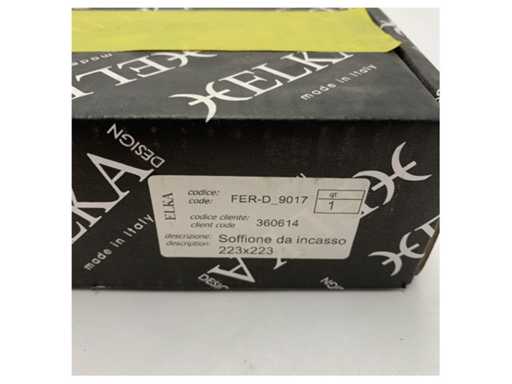 ELKA
made in Italy
ELKA
DESIGN
made in Italy
ELKA
codice:
code: FER-D_9017
qt.
1
codice cliente:
client code 360614
descrizione: Soffione da incasso
description: 223x223